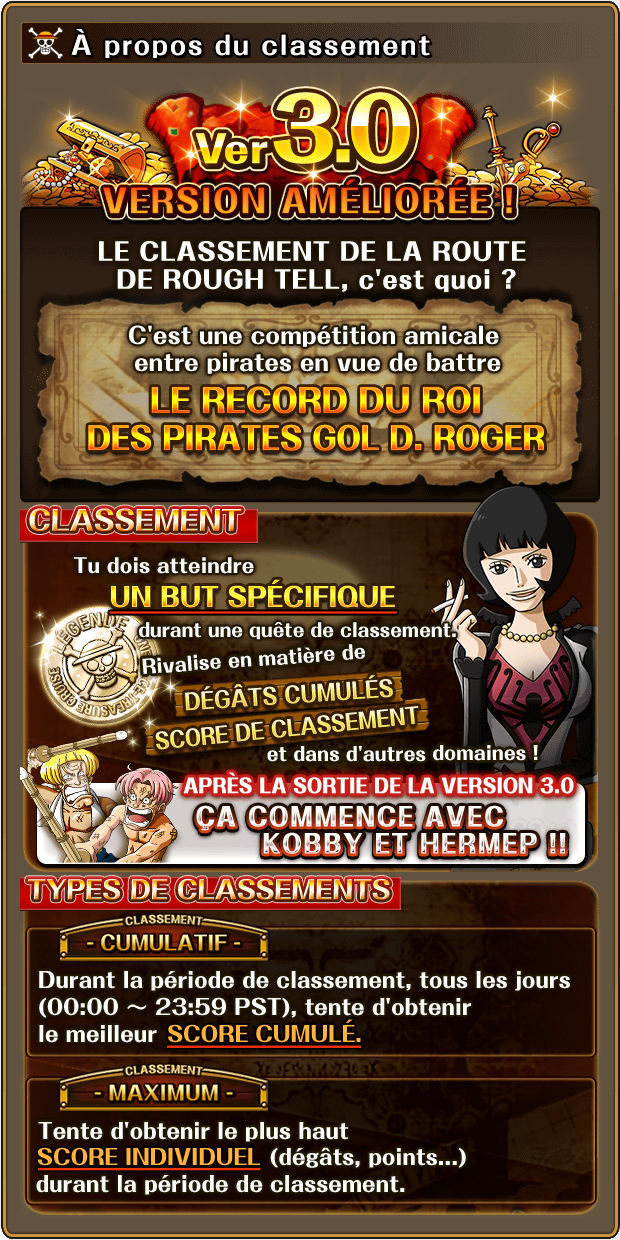 À propos du classement
Ver 3.0
VERSION AMÉLIORÉE !
LE CLASSEMENT DE LA ROUTE
DE ROUGH TELL, c'est quoi ?
C'est une compétition amicale
entre pirates en vue de battre
LE RECORD DU ROI
DES PIRATES GOL D. ROGER
CLASSEMENT
Tu dois atteindre
UN BUT SPÉCIFIQUE
durant une quête de classement.
LÉGENDE
TREASURE CRUISE
Rivalise en matière de
DÉGÂTS CUMULÉS
SCORE DE CLASSEMENT
et dans d'autres domaines !
APRÈS LA SORTIE DE LA VERSION 3.0
ÇA COMMENCE AVEC
KOBBY ET HERMEP !!
TYPES DE CLASSEMENTS
CLASSEMENT
- CUMULATIF -
Durant la période de classement, tous les jours
(00:00 ~ 23:59 PST), tente d'obtenir
le meilleur SCORE CUMULÉ.
CLASSEMENT
- MAXIMUM -
Tente d'obtenir le plus haut
SCORE INDIVIDUEL (dégâts, points...)
durant la période de classement.